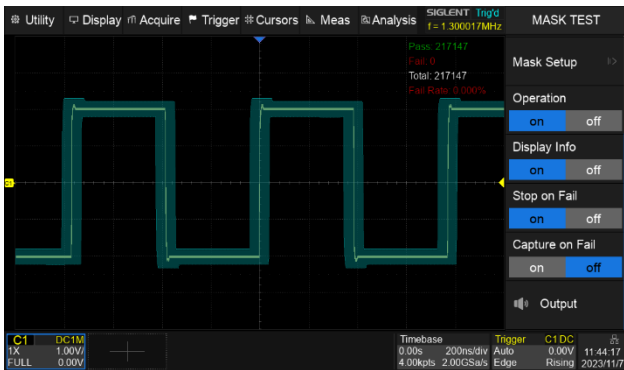 Utility Display Acquire Trigger Cursors Meas Analysis
SIGLENT Trig'd
f = 1.300017MHz
MASK TEST
Pass: 217147
Fail: 0
Total: 217147
Fail Rate: 0.000%
Mask Setup
Operation
on off
Display Info
on off
Stop on Fail
on off
Capture on Fail
on off
Output
C1
C1 DC1M
1X 1.00V/
FULL 0.00V
Timebase
0.00s 200ns/div
4.00kpts 2.00GSa/s
Trigger C1 DC
Auto 0.00V
Edge Rising
11:44:17
2023/11/7